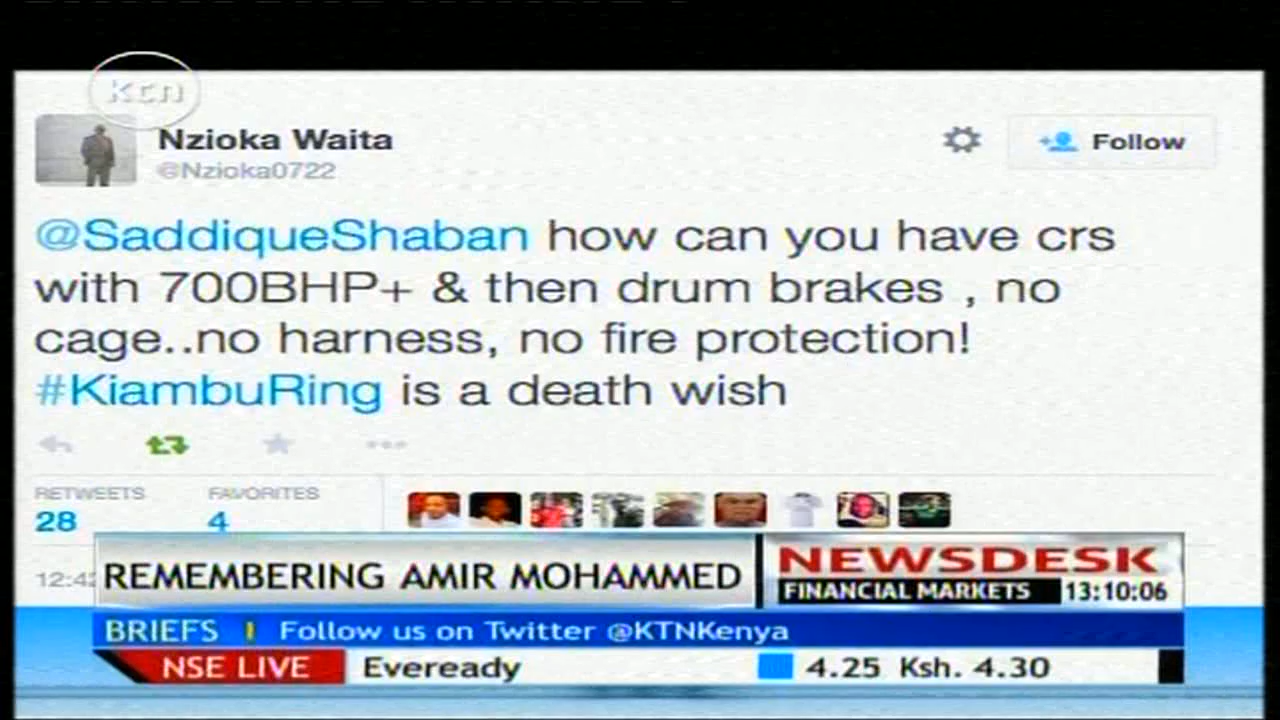 ktn
Nzioka Waita
@Nzioka0722
Follow
@SaddiqueShaban how can you have crs
with 700BHP+ & then drum brakes , no
cage..no harness, no fire protection!
#KiambuRing is a death wish
RETWEETS
FAVORITES
28
4
REMEMBERING AMIR MOHAMMED
NEWSDESK
FINANCIAL MARKETS
13:10:06
BRIEFS
Follow us on Twitter @KTNKenya
NSE LIVE
Eveready
4.25 Ksh. 4.30